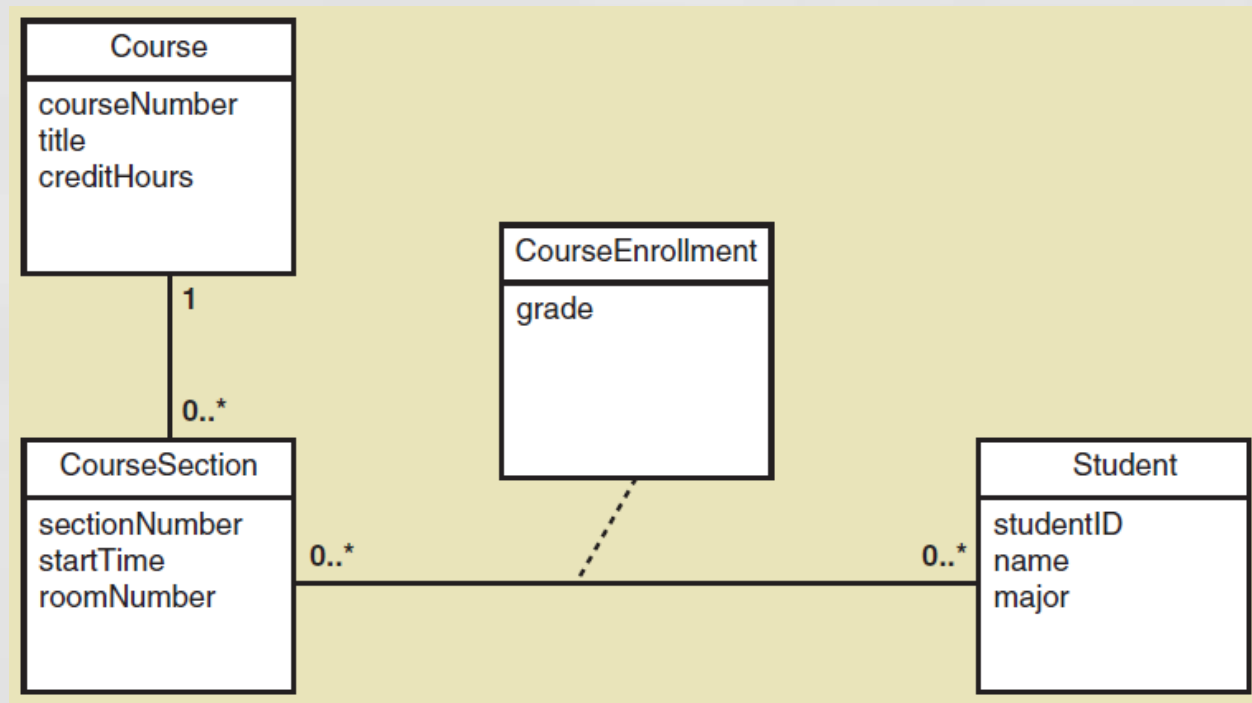 Course
courseNumber
title
creditHours
1
0..*
CourseEnrollment
grade
CourseSection
sectionNumber
startTime
roomNumber
0..*
0..*
Student
studentID
name
major